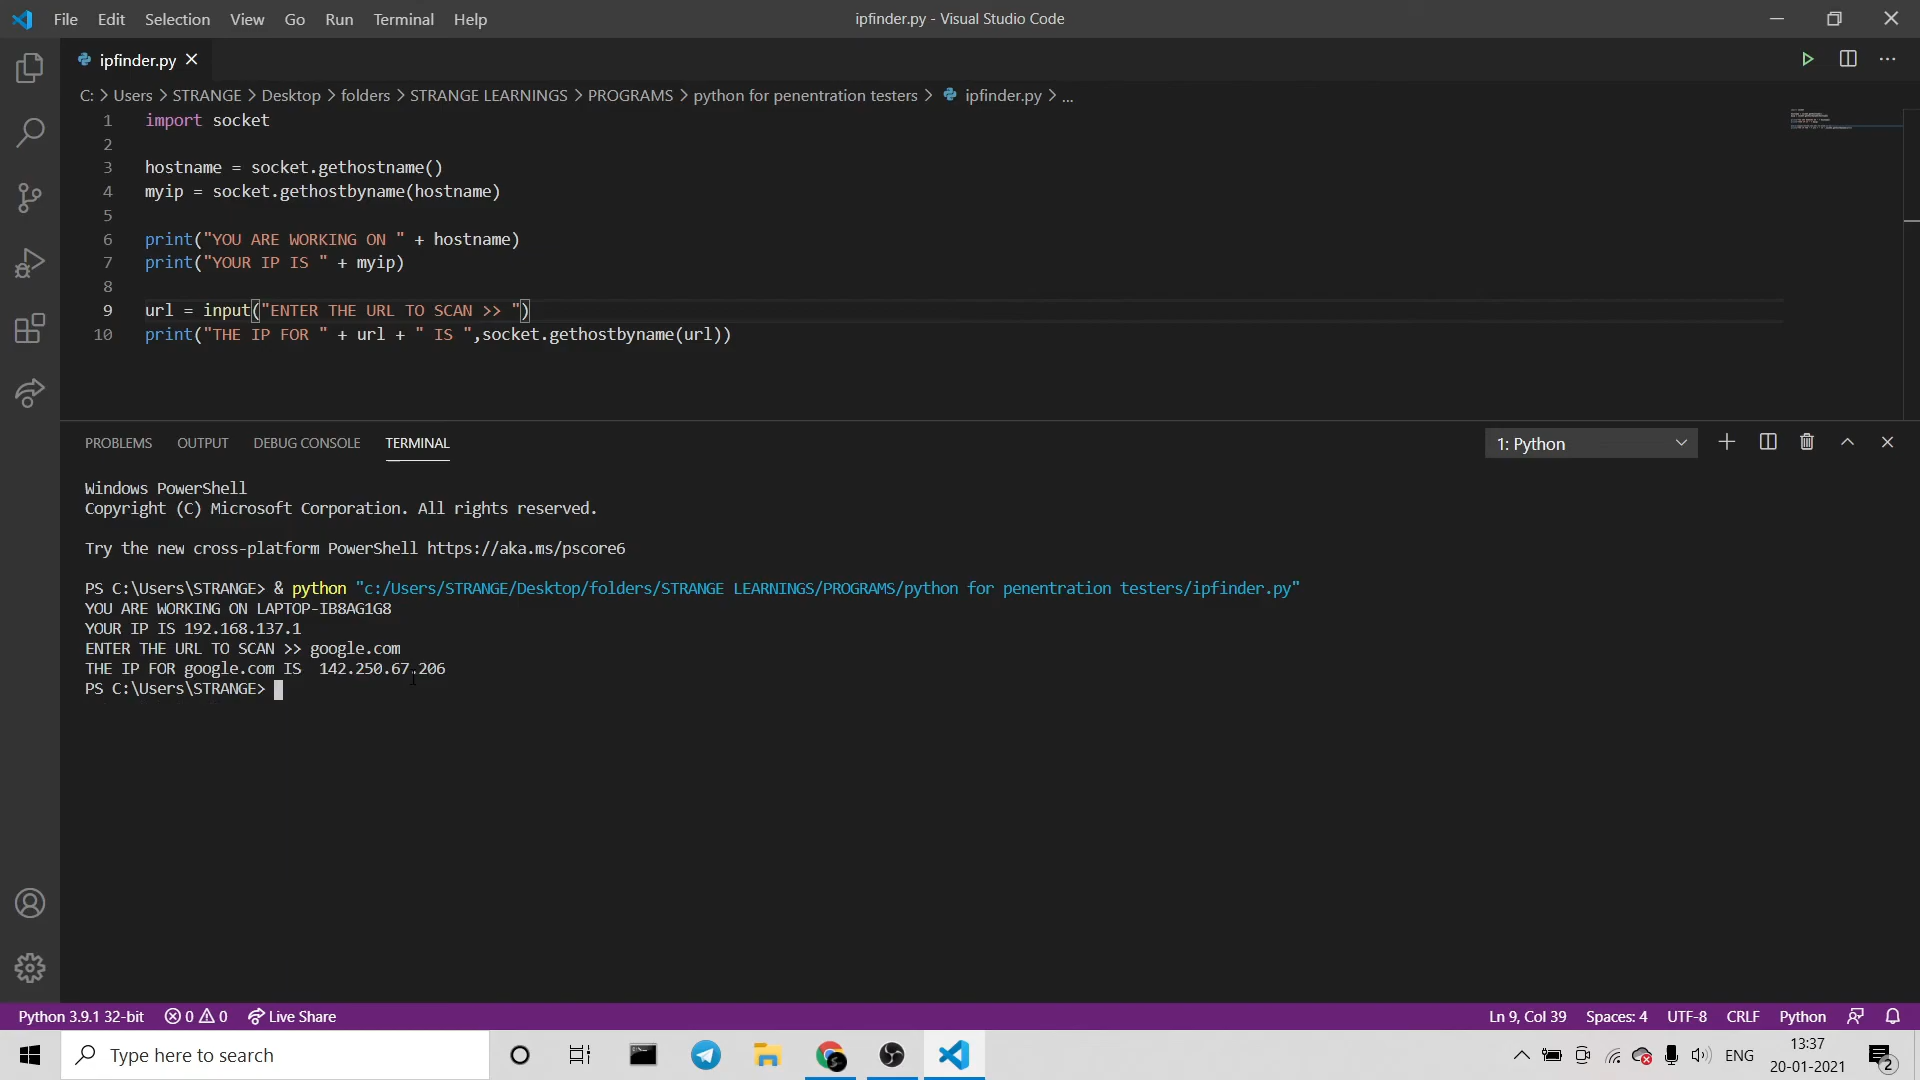 File Edit Selection View Go Run Terminal Help
ipfinder.py - Visual Studio Code
ipfinder.py
C: > Users > STRANGE > Desktop > folders > STRANGE LEARNINGS > PROGRAMS > python for penentration testers > ipfinder.py > ...
1 import socket
2
3 hostname = socket.gethostname()
4 myip = socket.gethostbyname(hostname)
5
6 print("YOU ARE WORKING ON " + hostname)
7 print("YOUR IP IS " + myip)
8
9 url = input("ENTER THE URL TO SCAN >> ")
10 print("THE IP FOR " + url + " IS ",socket.gethostbyname(url))
PROBLEMS OUTPUT DEBUG CONSOLE TERMINAL
1: Python
Windows PowerShell
Copyright (C) Microsoft Corporation. All rights reserved.
Try the new cross-platform PowerShell https://aka.ms/pscore6
PS C:\Users\STRANGE> & python "c:/Users/STRANGE/Desktop/folders/STRANGE LEARNINGS/PROGRAMS/python for penentration testers/ipfinder.py"
YOU ARE WORKING ON LAPTOP-IB8AG1G8
YOUR IP IS 192.168.137.1
ENTER THE URL TO SCAN >> google.com
THE IP FOR google.com IS  142.250.67.206
PS C:\Users\STRANGE>
Python 3.9.1 32-bit 0 0 Live Share
Ln 9, Col 39 Spaces: 4 UTF-8 CRLF Python
Type here to search
ENG
13:37
20-01-2021
2